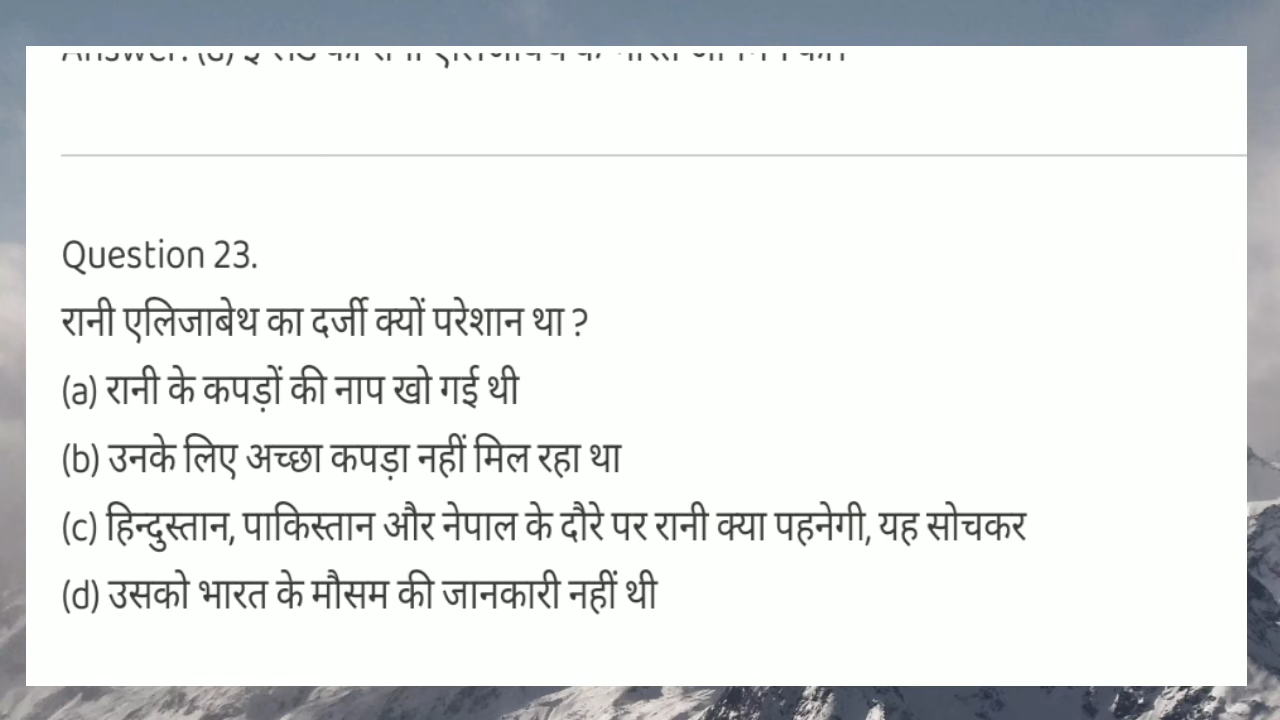 Question 23.
रानी एलिजाबेथ का दर्जी क्यों परेशान था ?
(a) रानी के कपड़ों की नाप खो गई थी
(b) उनके लिए अच्छा कपड़ा नहीं मिल रहा था
(c) हिन्दुस्तान, पाकिस्तान और नेपाल के दौरे पर रानी क्या पहनेगी, यह सोचकर
(d) उसको भारत के मौसम की जानकारी नहीं थी